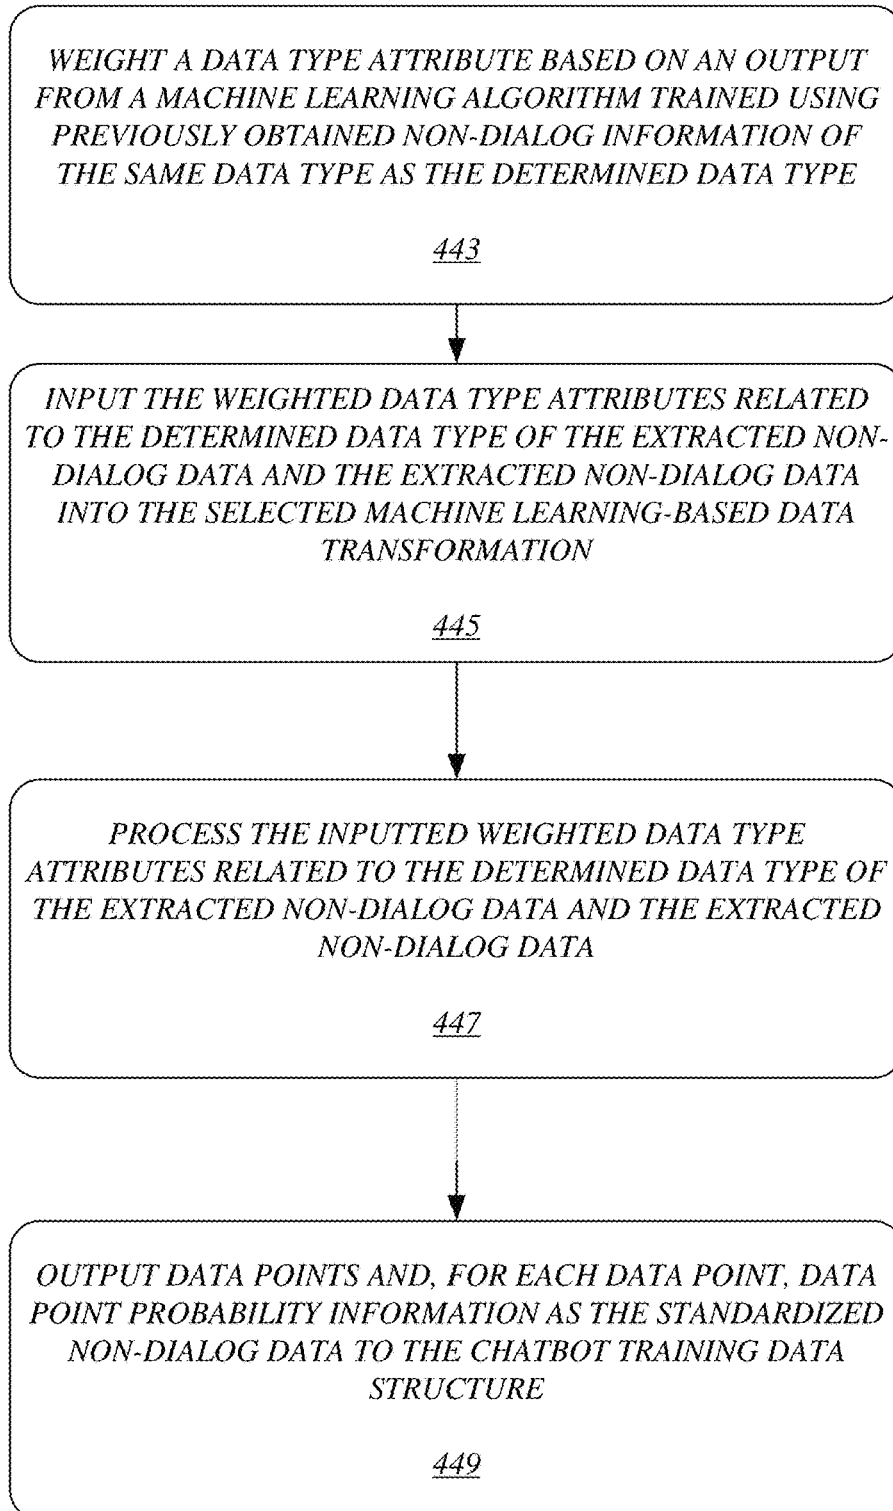 WEIGHT A DATA TYPE ATTRIBUTE BASED ON AN OUTPUT
FROM A MACHINE LEARNING ALGORITHM TRAINED USING
PREVIOUSLY OBTAINED NON-DIALOG INFORMATION OF
THE SAME DATA TYPE AS THE DETERMINED DATA TYPE
443
INPUT THE WEIGHTED DATA TYPE ATTRIBUTES RELATED
TO THE DETERMINED DATA TYPE OF THE EXTRACTED NON-
DIALOG DATA AND THE EXTRACTED NON-DIALOG DATA
INTO THE SELECTED MACHINE LEARNING-BASED DATA
TRANSFORMATION
445
PROCESS THE INPUTTED WEIGHTED DATA TYPE
ATTRIBUTES RELATED TO THE DETERMINED DATA TYPE OF
THE EXTRACTED NON-DIALOG DATA AND THE EXTRACTED
NON-DIALOG DATA
447
OUTPUT DATA POINTS AND, FOR EACH DATA POINT, DATA
POINT PROBABILITY INFORMATION AS THE STANDARDIZED
NON-DIALOG DATA TO THE CHATBOT TRAINING DATA
STRUCTURE
449